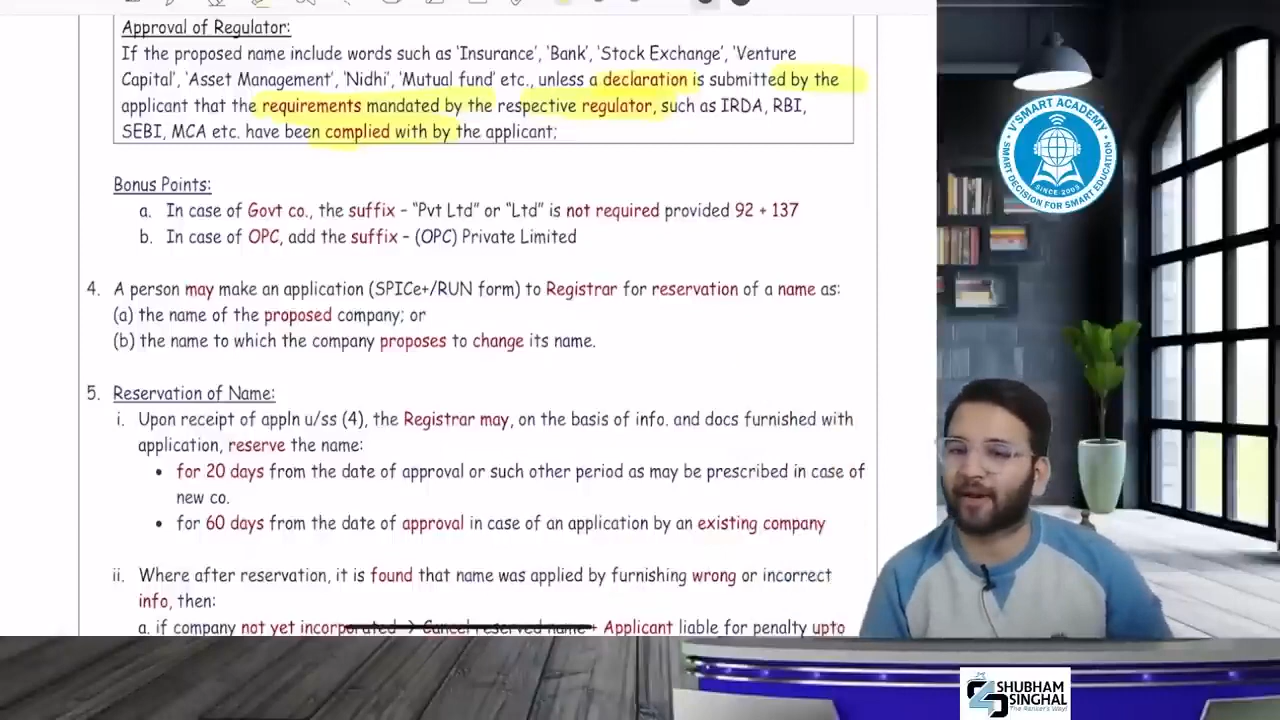 Approval of Regulator:
If the proposed name include words such as ‘Insurance’, ‘Bank’, ‘Stock Exchange’, ‘Venture
Capital’, ‘Asset Management’, ‘Nidhi’, ‘Mutual fund’ etc., unless a declaration is submitted by the
applicant that the requirements mandated by the respective regulator, such as IRDA, RBI,
SEBI, MCA etc. have been complied with by the applicant;
Bonus Points:
a. In case of Govt co., the suffix – “Pvt Ltd” or “Ltd” is not required provided 92 + 137
b. In case of OPC, add the suffix – (OPC) Private Limited
4. A person may make an application (SPICe+/RUN form) to Registrar for reservation of a name as:
(a) the name of the proposed company; or
(b) the name to which the company proposes to change its name.
5. Reservation of Name:
i. Upon receipt of appln u/ss (4), the Registrar may, on the basis of info. and docs furnished with
application, reserve the name:
• for 20 days from the date of approval or such other period as may be prescribed in case of
new co.
• for 60 days from the date of approval in case of an application by an existing company
ii. Where after reservation, it is found that name was applied by furnishing wrong or incorrect
info, then:
a. if company not yet incorporated → Cancel reserved name + Applicant liable for penalty upto
V'SMART ACADEMY
SMART DECISION FOR SMART EDUCATION
SINCE-2009
SHUBHAM
SINGHAL
The Ranker's Way!